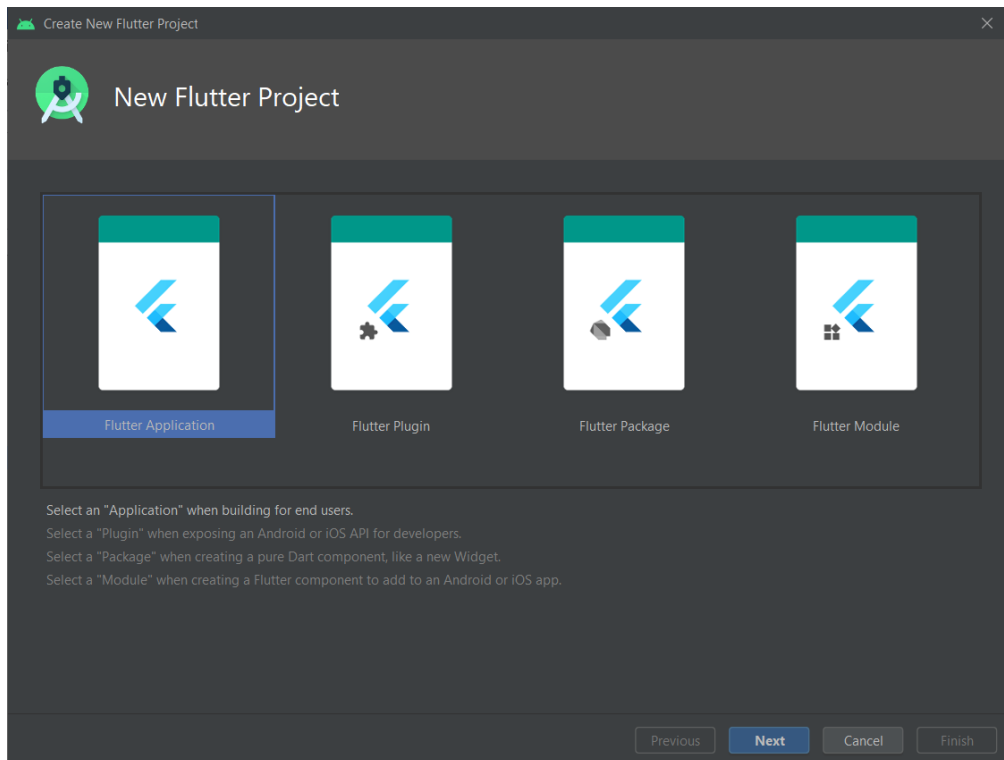 Create New Flutter Project
New Flutter Project
Flutter Application
Flutter Plugin
Flutter Package
Flutter Module
Select an "Application" when building for end users.
Select a "Plugin" when exposing an Android or iOS API for developers.
Select a "Package" when creating a pure Dart component, like a new Widget.
Select a "Module" when creating a Flutter component to add to an Android or iOS app.
Previous
Next
Cancel
Finish